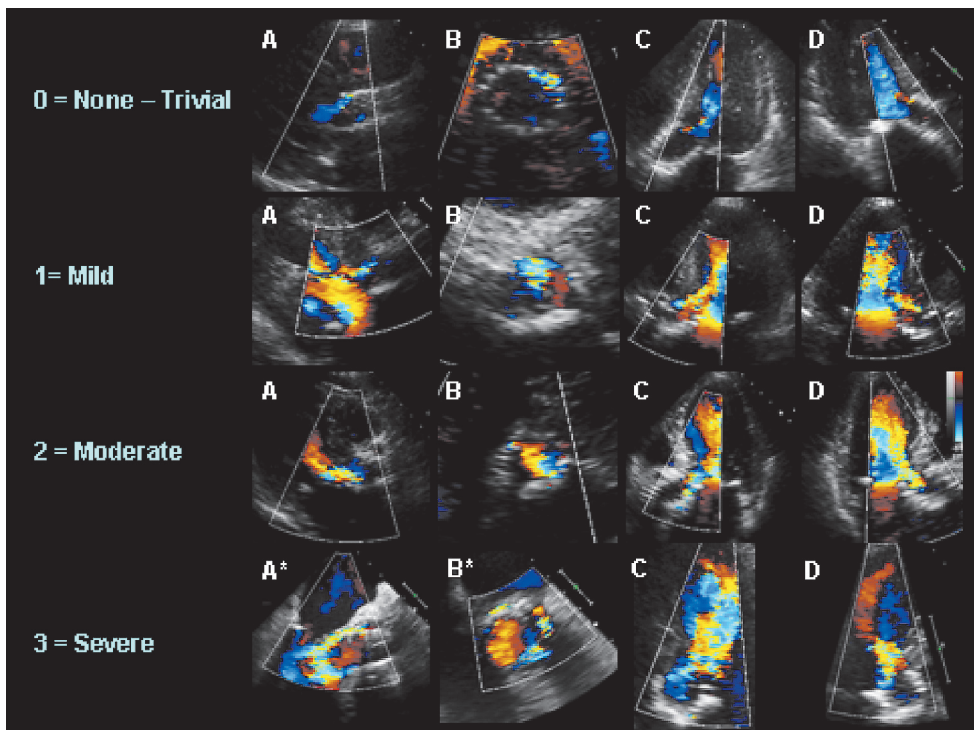 A B C D
0 = None – Trivial
A B C D
1= Mild
A B C D
2 = Moderate
A* B* C D
3 = Severe